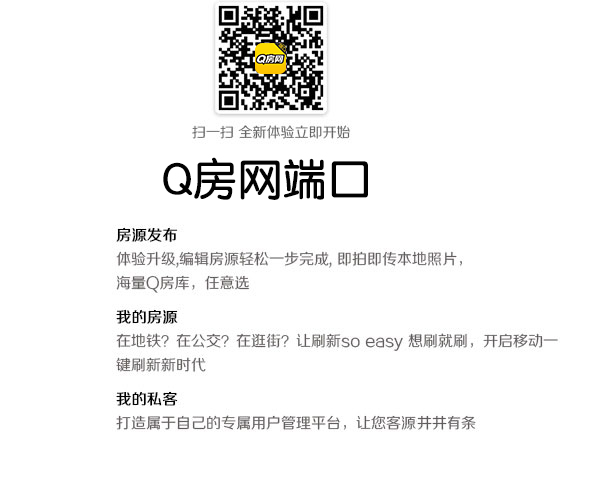 Q房网
扫一扫 全新体验立即开始
Q房网端口
房源发布
体验升级,编辑房源轻松一步完成, 即拍即传本地照片，
海量Q房库，任意选
我的房源
在地铁？在公交？在逛街？让刷新so easy 想刷就刷，开启移动一
键刷新新时代
我的私客
打造属于自己的专属用户管理平台，让您客源井井有条